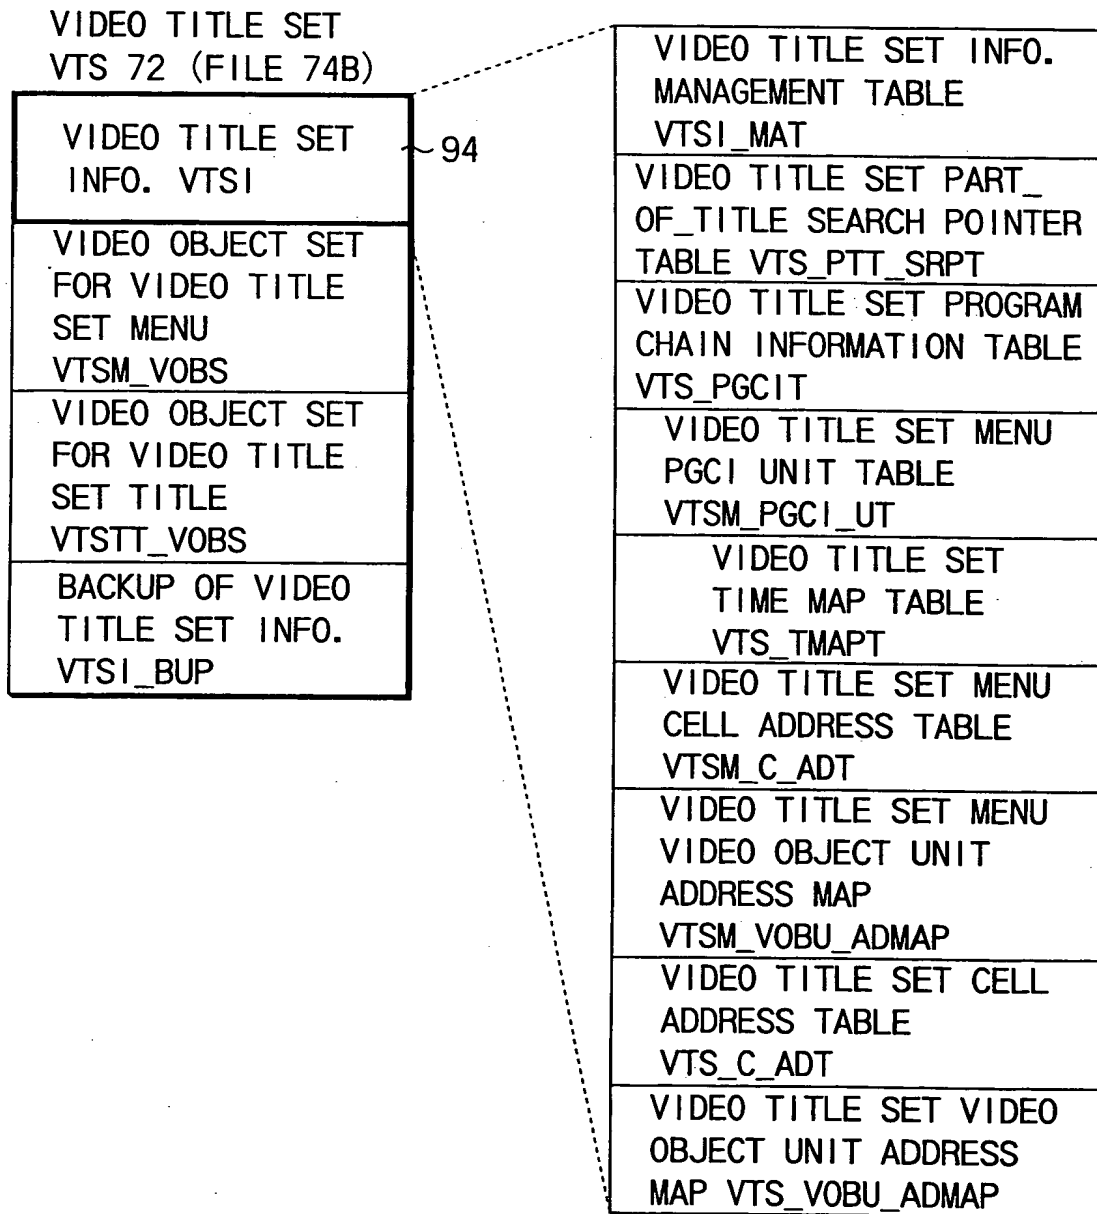 VIDEO TITLE SET
VTS 72 (FILE 74B)
VIDEO TITLE SET
INFO. VTSI
94
VIDEO OBJECT SET
FOR VIDEO TITLE
SET MENU
VTSM_VOBS
VIDEO OBJECT SET
FOR VIDEO TITLE
SET TITLE
VTSTT_VOBS
BACKUP OF VIDEO
TITLE SET INFO.
VTSI_BUP
VIDEO TITLE SET INFO.
MANAGEMENT TABLE
VTSI_MAT
VIDEO TITLE SET PART_
OF_TITLE SEARCH POINTER
TABLE VTS_PTT_SRPT
VIDEO TITLE SET PROGRAM
CHAIN INFORMATION TABLE
VTS_PGCIT
VIDEO TITLE SET MENU
PGCI UNIT TABLE
VTSM_PGCI_UT
VIDEO TITLE SET
TIME MAP TABLE
VTS_TMAPT
VIDEO TITLE SET MENU
CELL ADDRESS TABLE
VTSM_C_ADT
VIDEO TITLE SET MENU
VIDEO OBJECT UNIT
ADDRESS MAP
VTSM_VOBU_ADMAP
VIDEO TITLE SET CELL
ADDRESS TABLE
VTS_C_ADT
VIDEO TITLE SET VIDEO
OBJECT UNIT ADDRESS
MAP VTS_VOBU_ADMAP